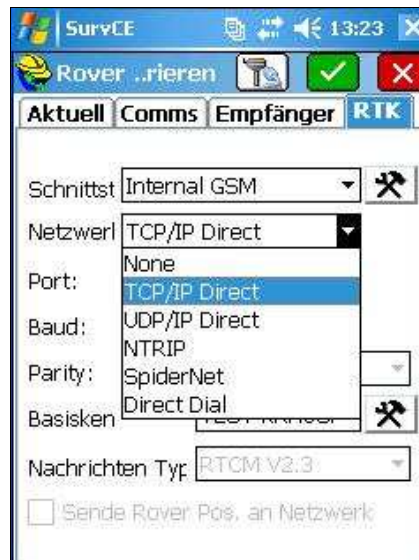 SurvCE 13:23
Rover ..rieren
Aktuell Comms Empfänger RTK
Schnittst Internal GSM
Netzwerl TCP/IP Direct
None
Port: TCP/IP Direct
Baud: UDP/IP Direct
NTRIP
Parity: SpiderNet
Direct Dial
Basisken
Nachrichten Typ RTCM V2.3
Sende Rover Pos. an Netzwerk